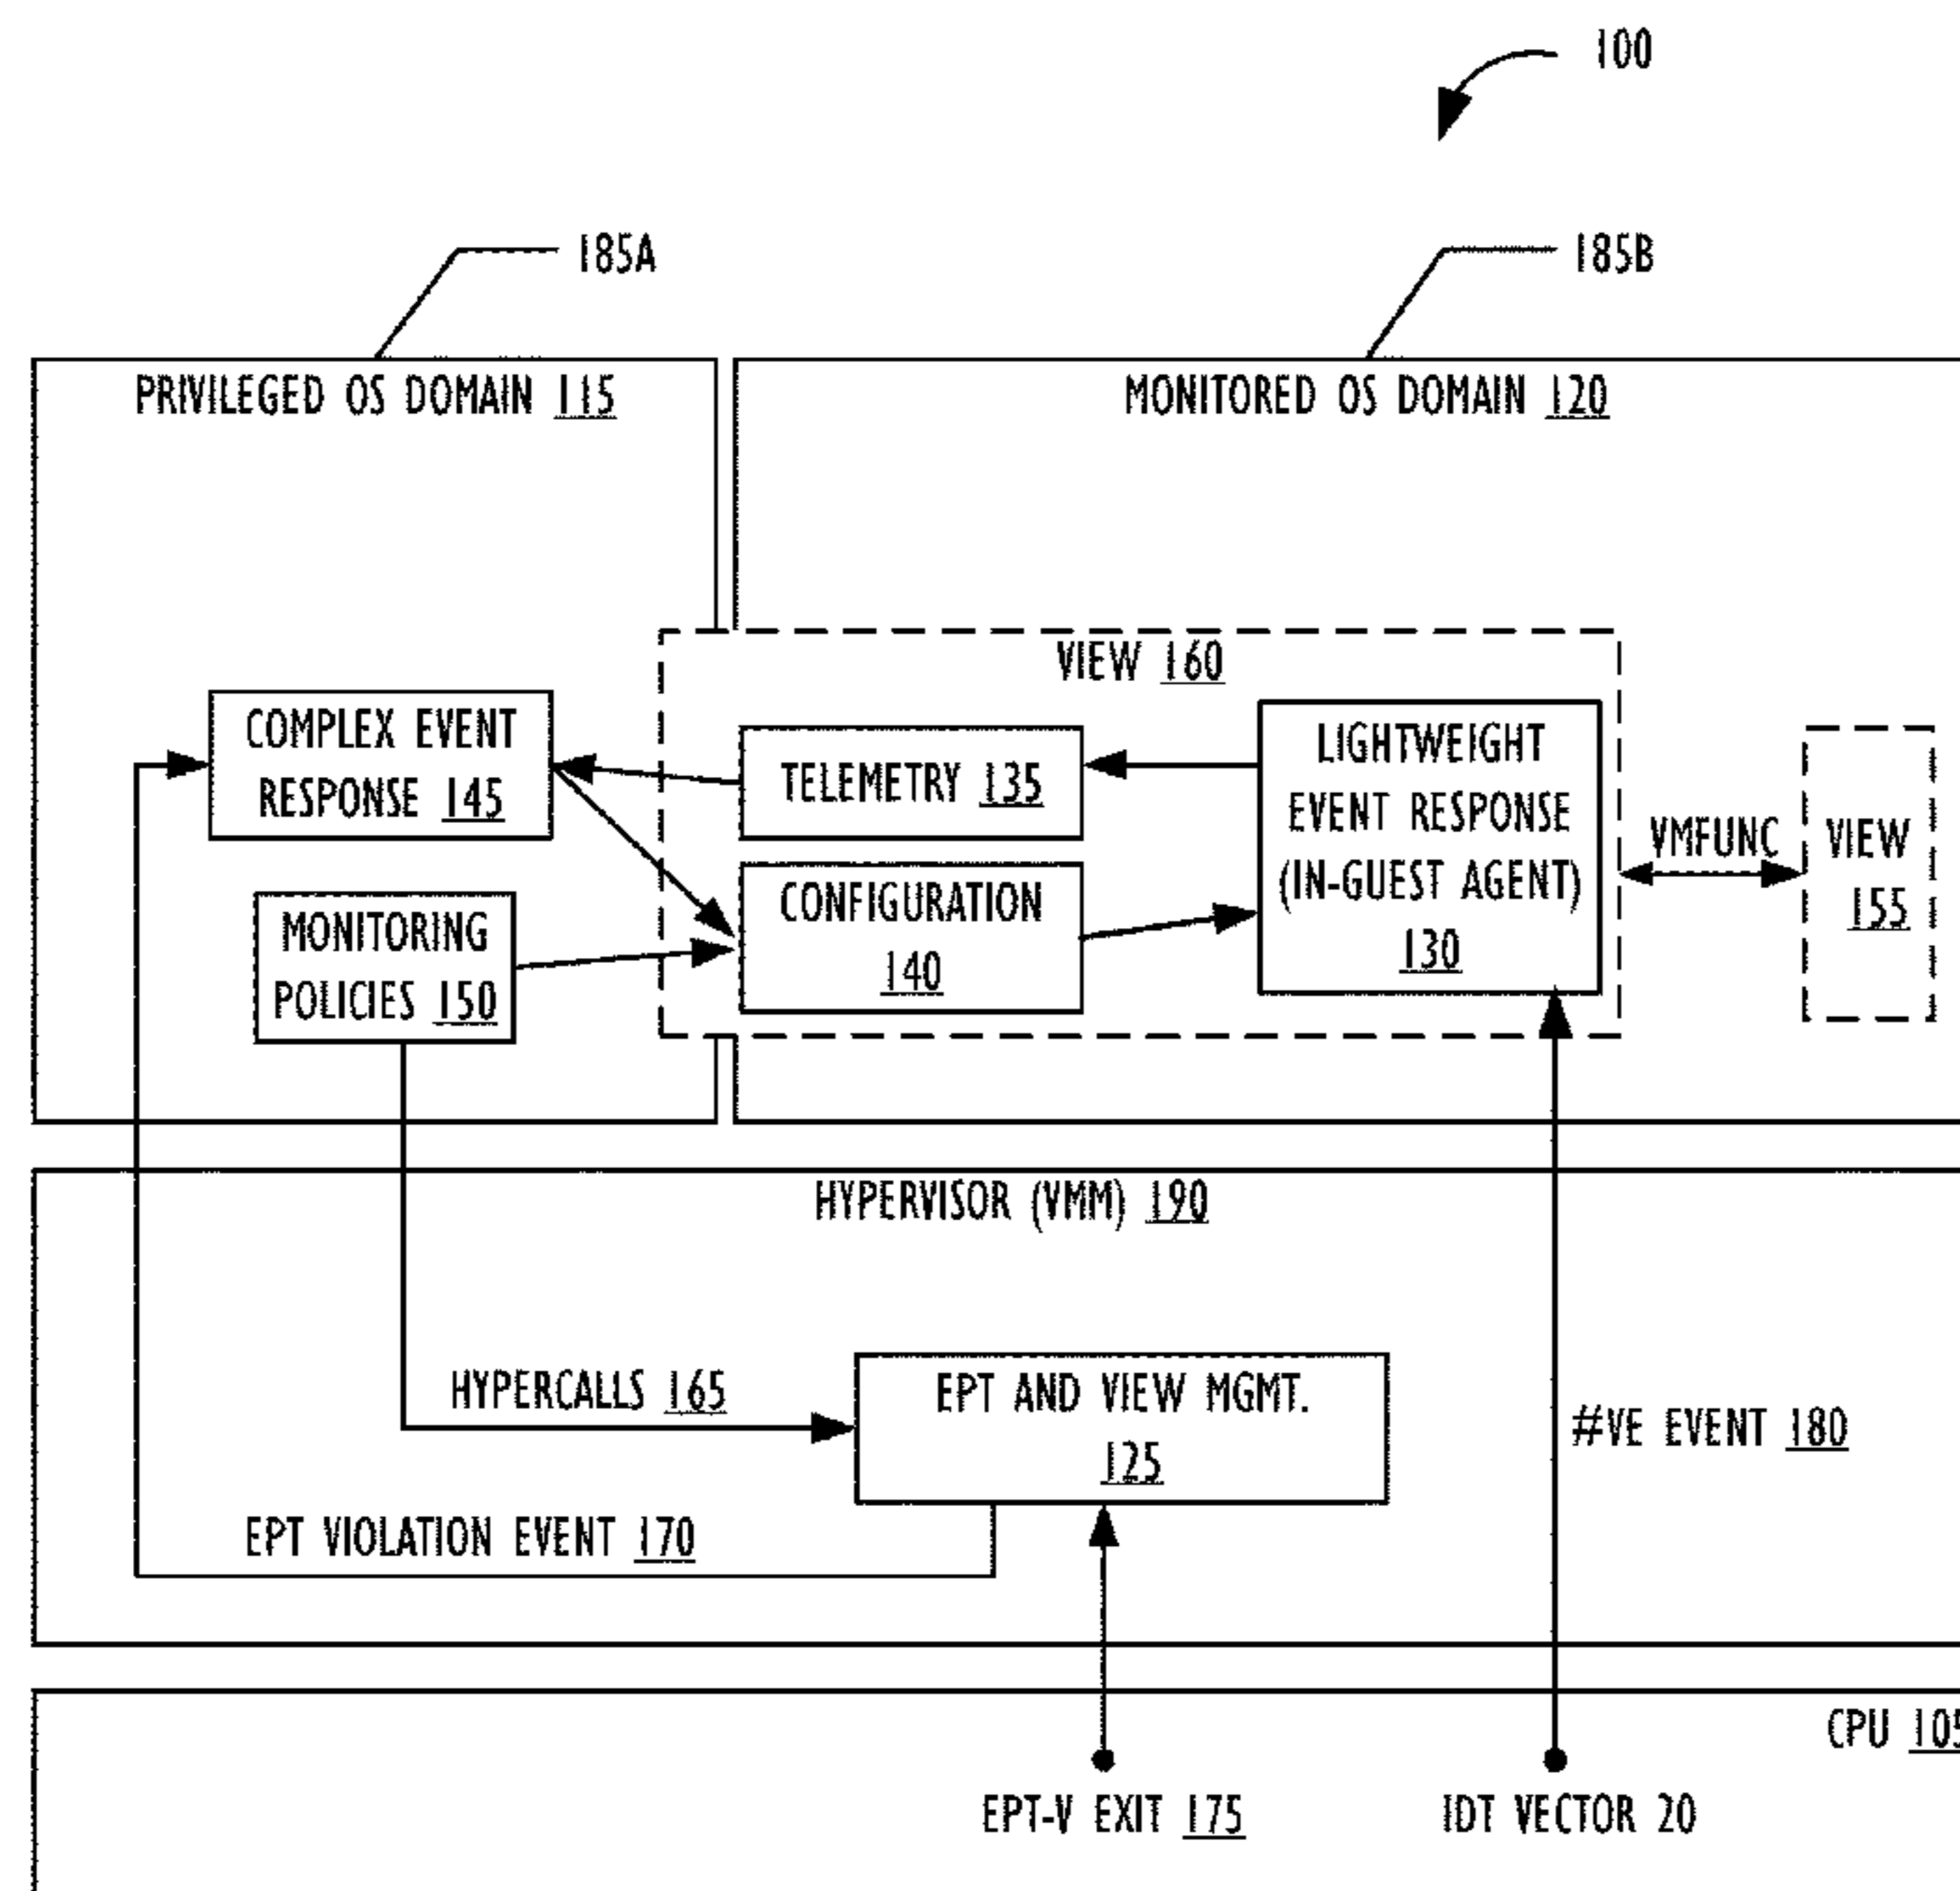 100
185A
185B
PRIVILEGED OS DOMAIN 115
MONITORED OS DOMAIN 120
VIEW 160
COMPLEX EVENT
RESPONSE 145
TELEMETRY 135
LIGHTWEIGHT
EVENT RESPONSE
(IN-GUEST AGENT)
130
VMFUNC
VIEW
155
MONITORING
POLICIES 150
CONFIGURATION
140
HYPERVISOR (VMM) 190
HYPERCALLS 165
EPT AND VIEW MGMT.
125
#VE EVENT 180
EPT VIOLATION EVENT 170
CPU 105
EPT-V EXIT 175
IDT VECTOR 20